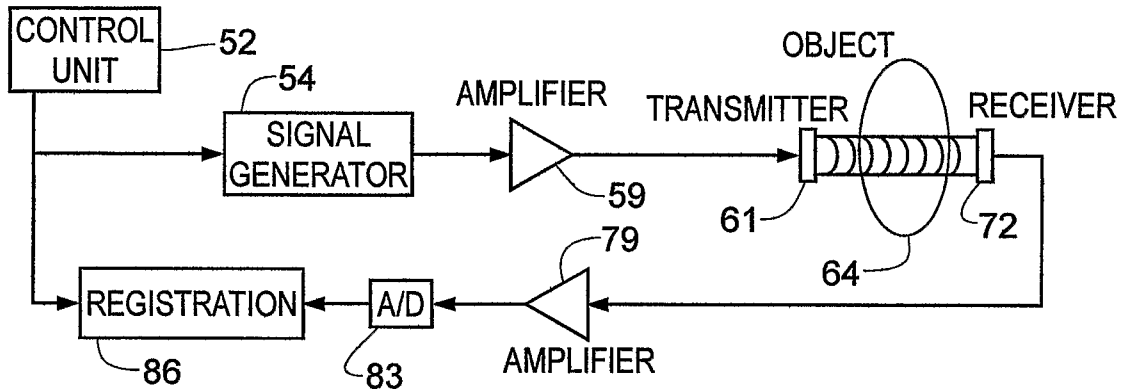 CONTROL
UNIT
52
54
SIGNAL
GENERATOR
AMPLIFIER
59
OBJECT
TRANSMITTER
RECEIVER
61
72
64
79
REGISTRATION
A/D
AMPLIFIER
86
83